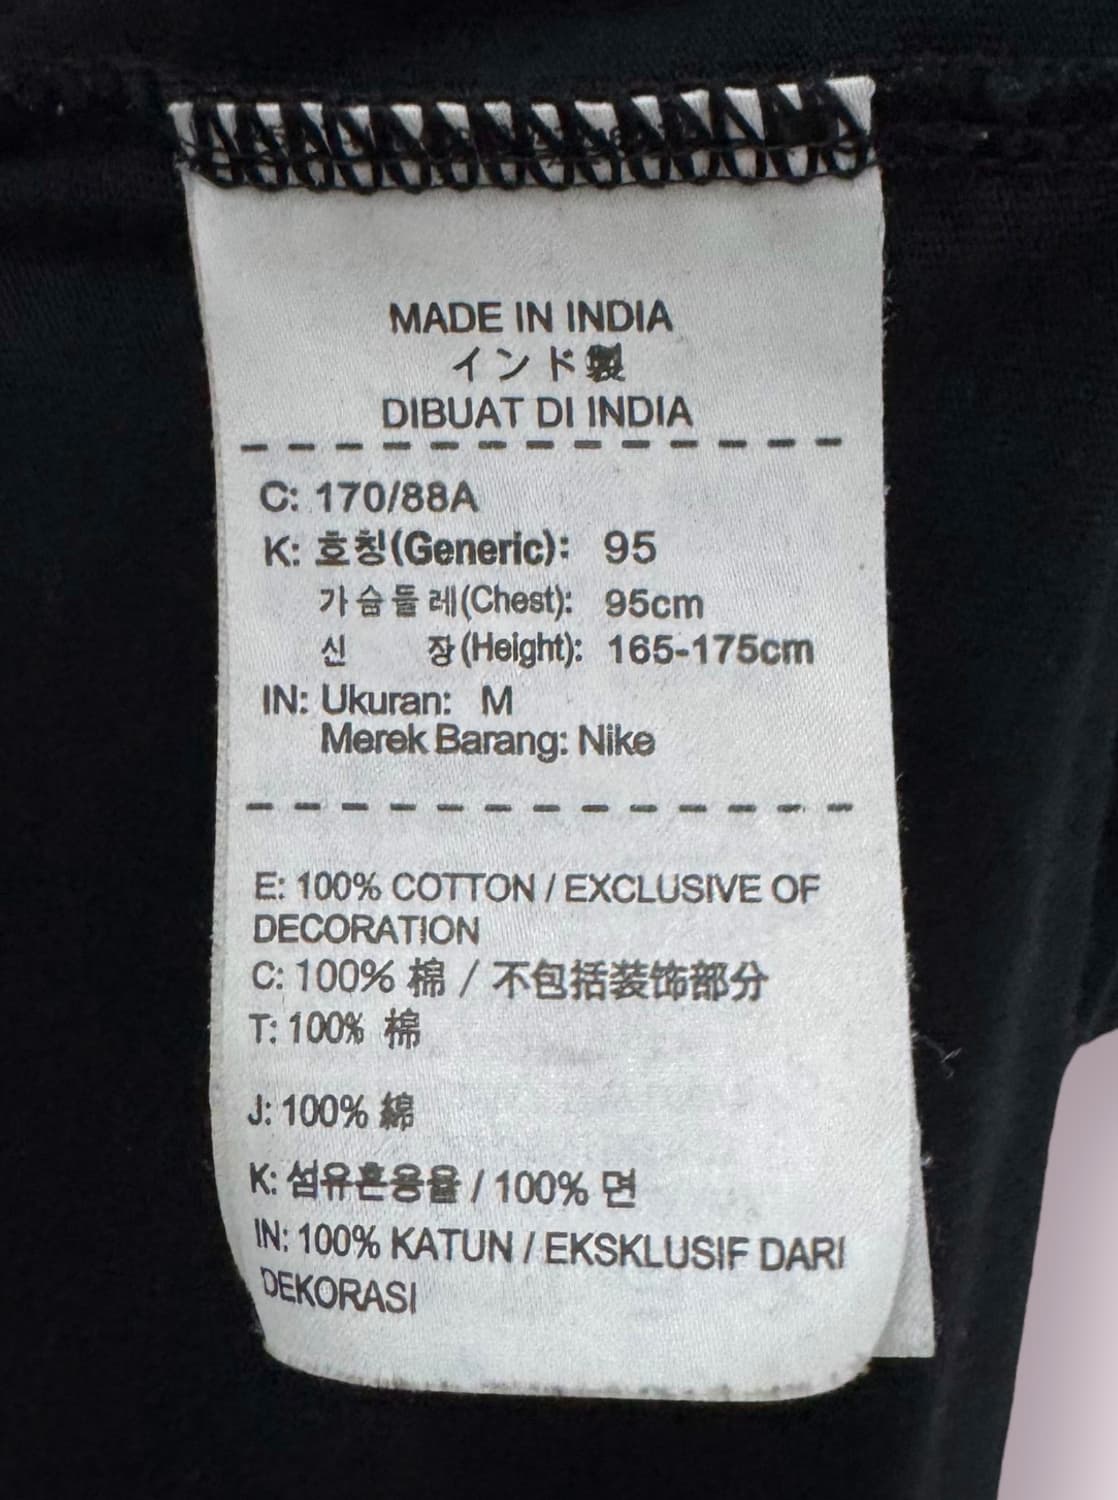 MADE IN INDIA
インド製
DIBUAT DI INDIA
C: 170/88A
K: 호칭(Generic): 95
가슴둘레(Chest): 95cm
신 장(Height): 165-175cm
IN: Ukuran: M
Merek Barang: Nike
E: 100% COTTON / EXCLUSIVE OF
DECORATION
C: 100% 棉 / 不包括装饰部分
T: 100% 棉
J: 100% 綿
K: 섬유혼용율 / 100% 면
IN: 100% KATUN / EKSKLUSIF DARI
DEKORASI